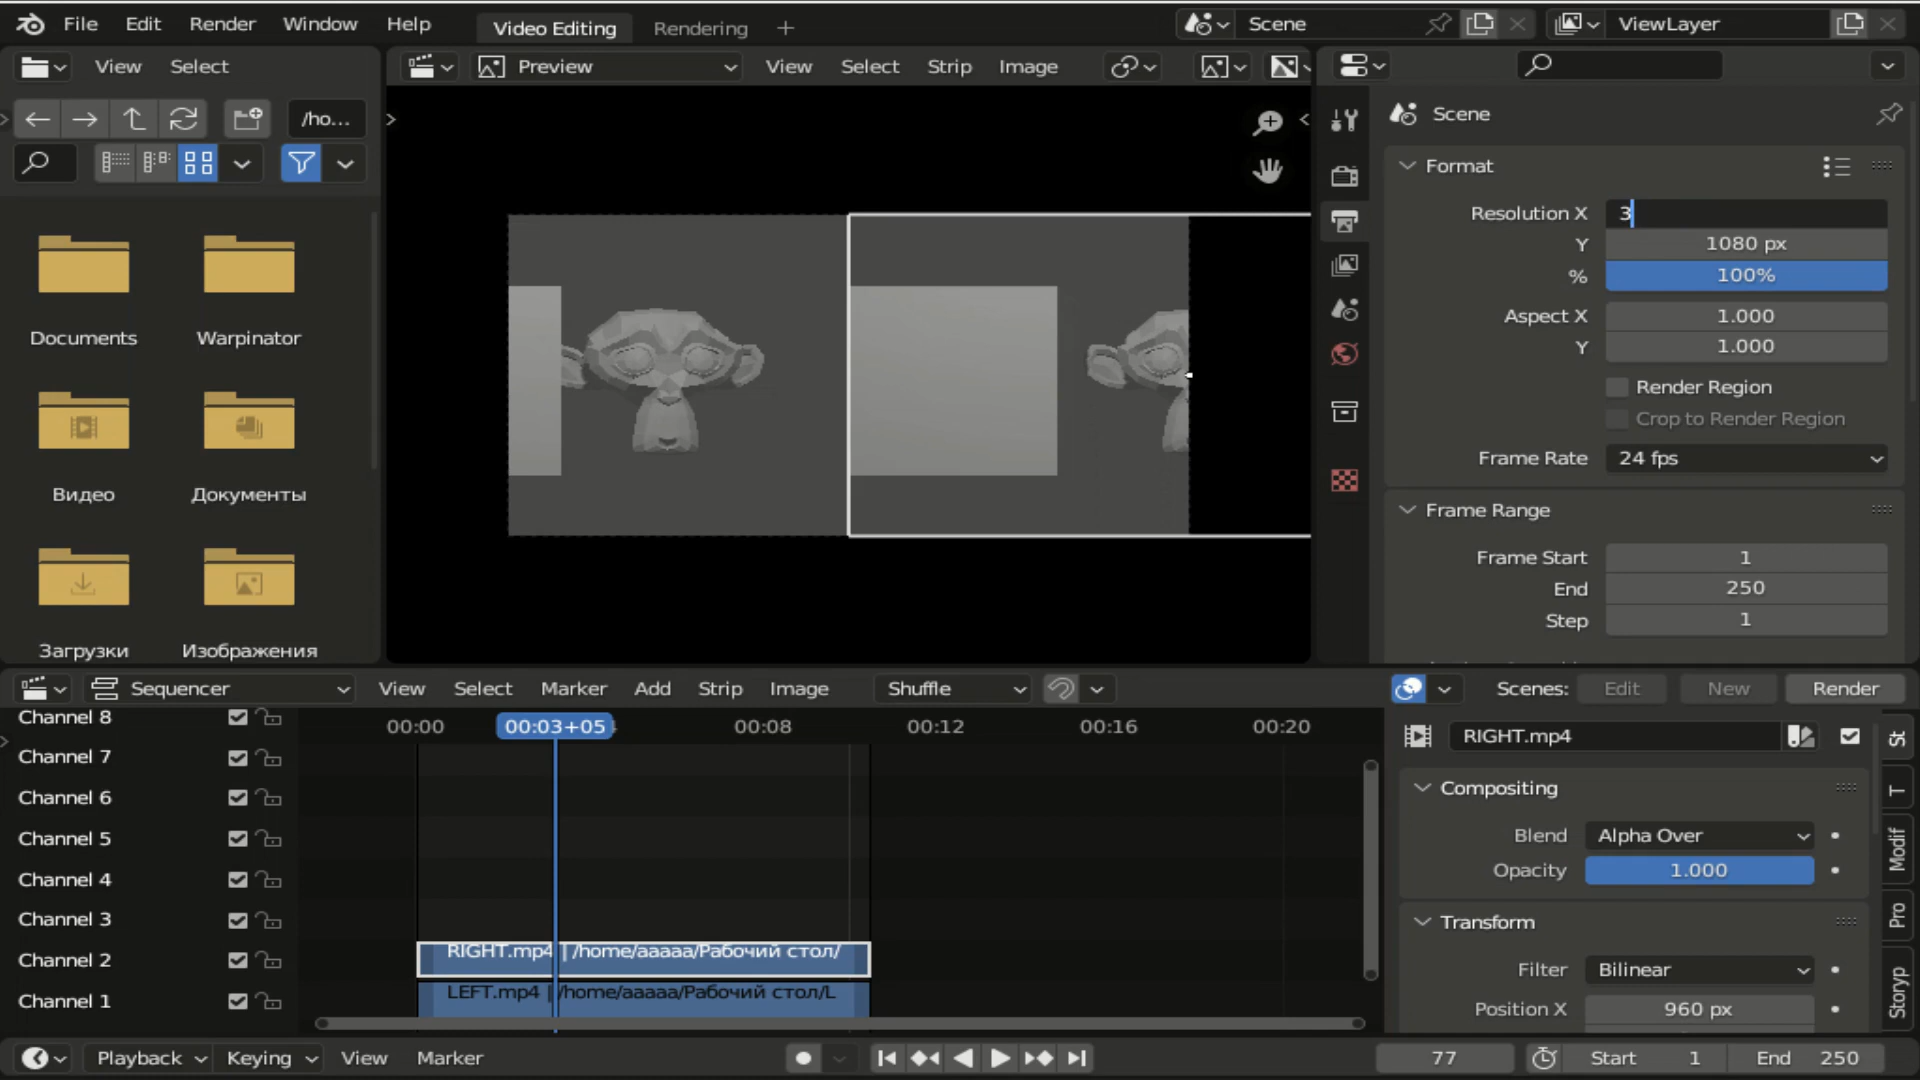 File Edit Render Window Help Video Editing Rendering + Scene ViewLayer
View Select Preview View Select Strip Image
/ho...
Scene
Format
Resolution X 3
Y 1080 px
% 100%
Aspect X 1.000
Y 1.000
Render Region
Crop to Render Region
Frame Rate 24 fps
Frame Range
Frame Start 1
End 250
Step 1
Documents Warpinator
Видео Документы
Загрузки Изображения
Sequencer View Select Marker Add Strip Image Shuffle Scenes: Edit New Render
00:00 00:03+05 00:08 00:12 00:16 00:20
Channel 8
Channel 7
Channel 6
Channel 5
Channel 4
Channel 3
Channel 2
Channel 1
RIGHT.mp4 | /home/aaaaa/Рабочий стол/
LEFT.mp4 | /home/aaaaa/Рабочий стол/L
RIGHT.mp4
Compositing
Blend Alpha Over
Opacity 1.000
Transform
Filter Bilinear
Position X 960 px
St
T
Modif
Pro
Storyp
Playback Keying View Marker 77 Start 1 End 250